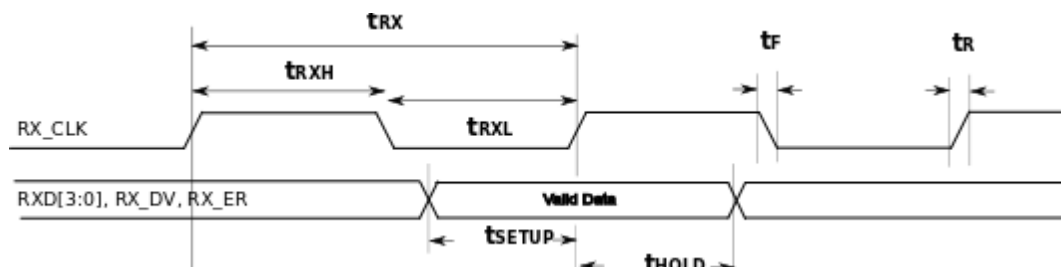 tRX
tF
tR
tRXH
RX_CLK
tRXL
RXD[3:0], RX_DV, RX_ER
Valid Data
tSETUP
tHOLD